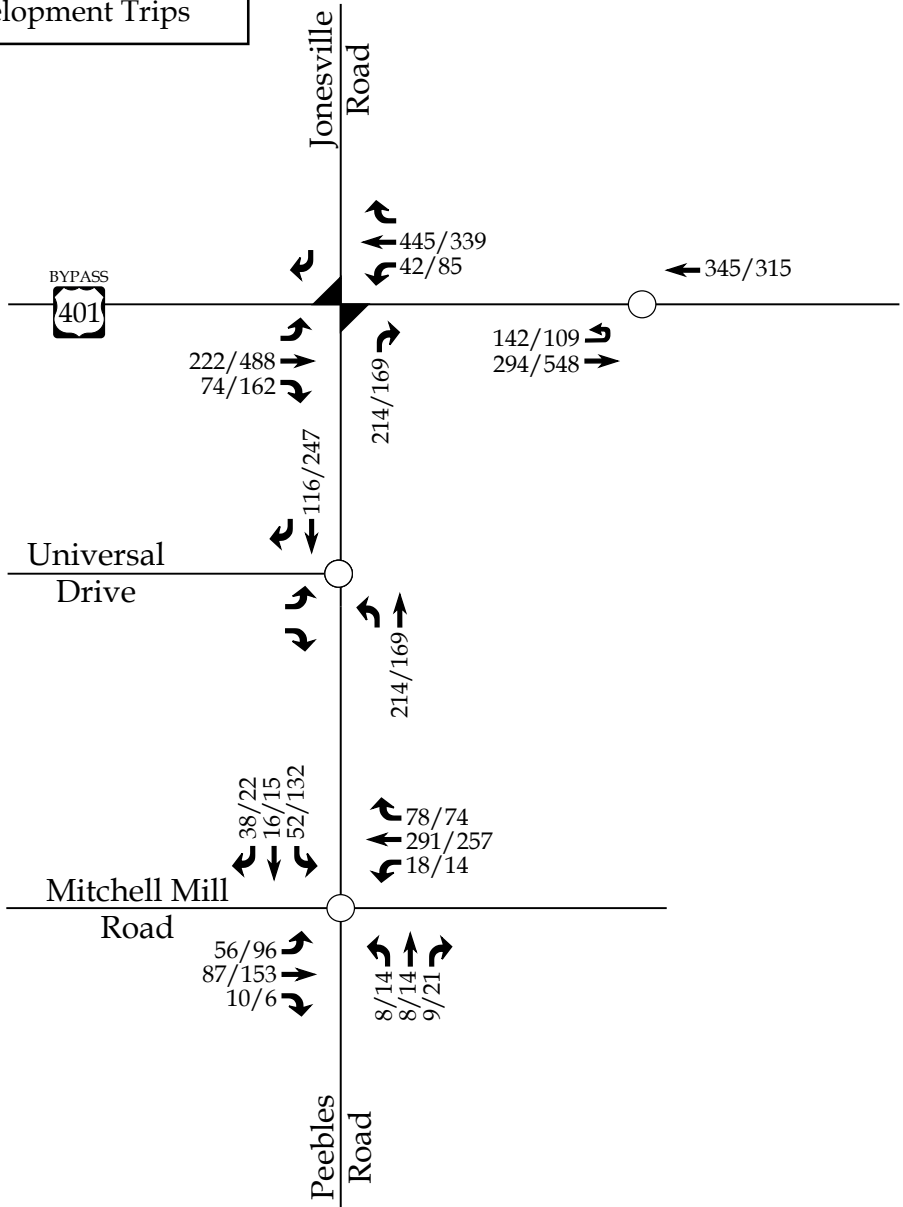 elopment Trips
Jonesville
Road
445/339
42/85
345/315
BYPASS
401
142/109
294/548
222/488
74/162
214/169
116/247
Universal
Drive
214/169
38/22
16/15
52/132
78/74
291/257
18/14
Mitchell Mill
Road
56/96
87/153
10/6
8/14
8/14
9/21
Peebles
Road